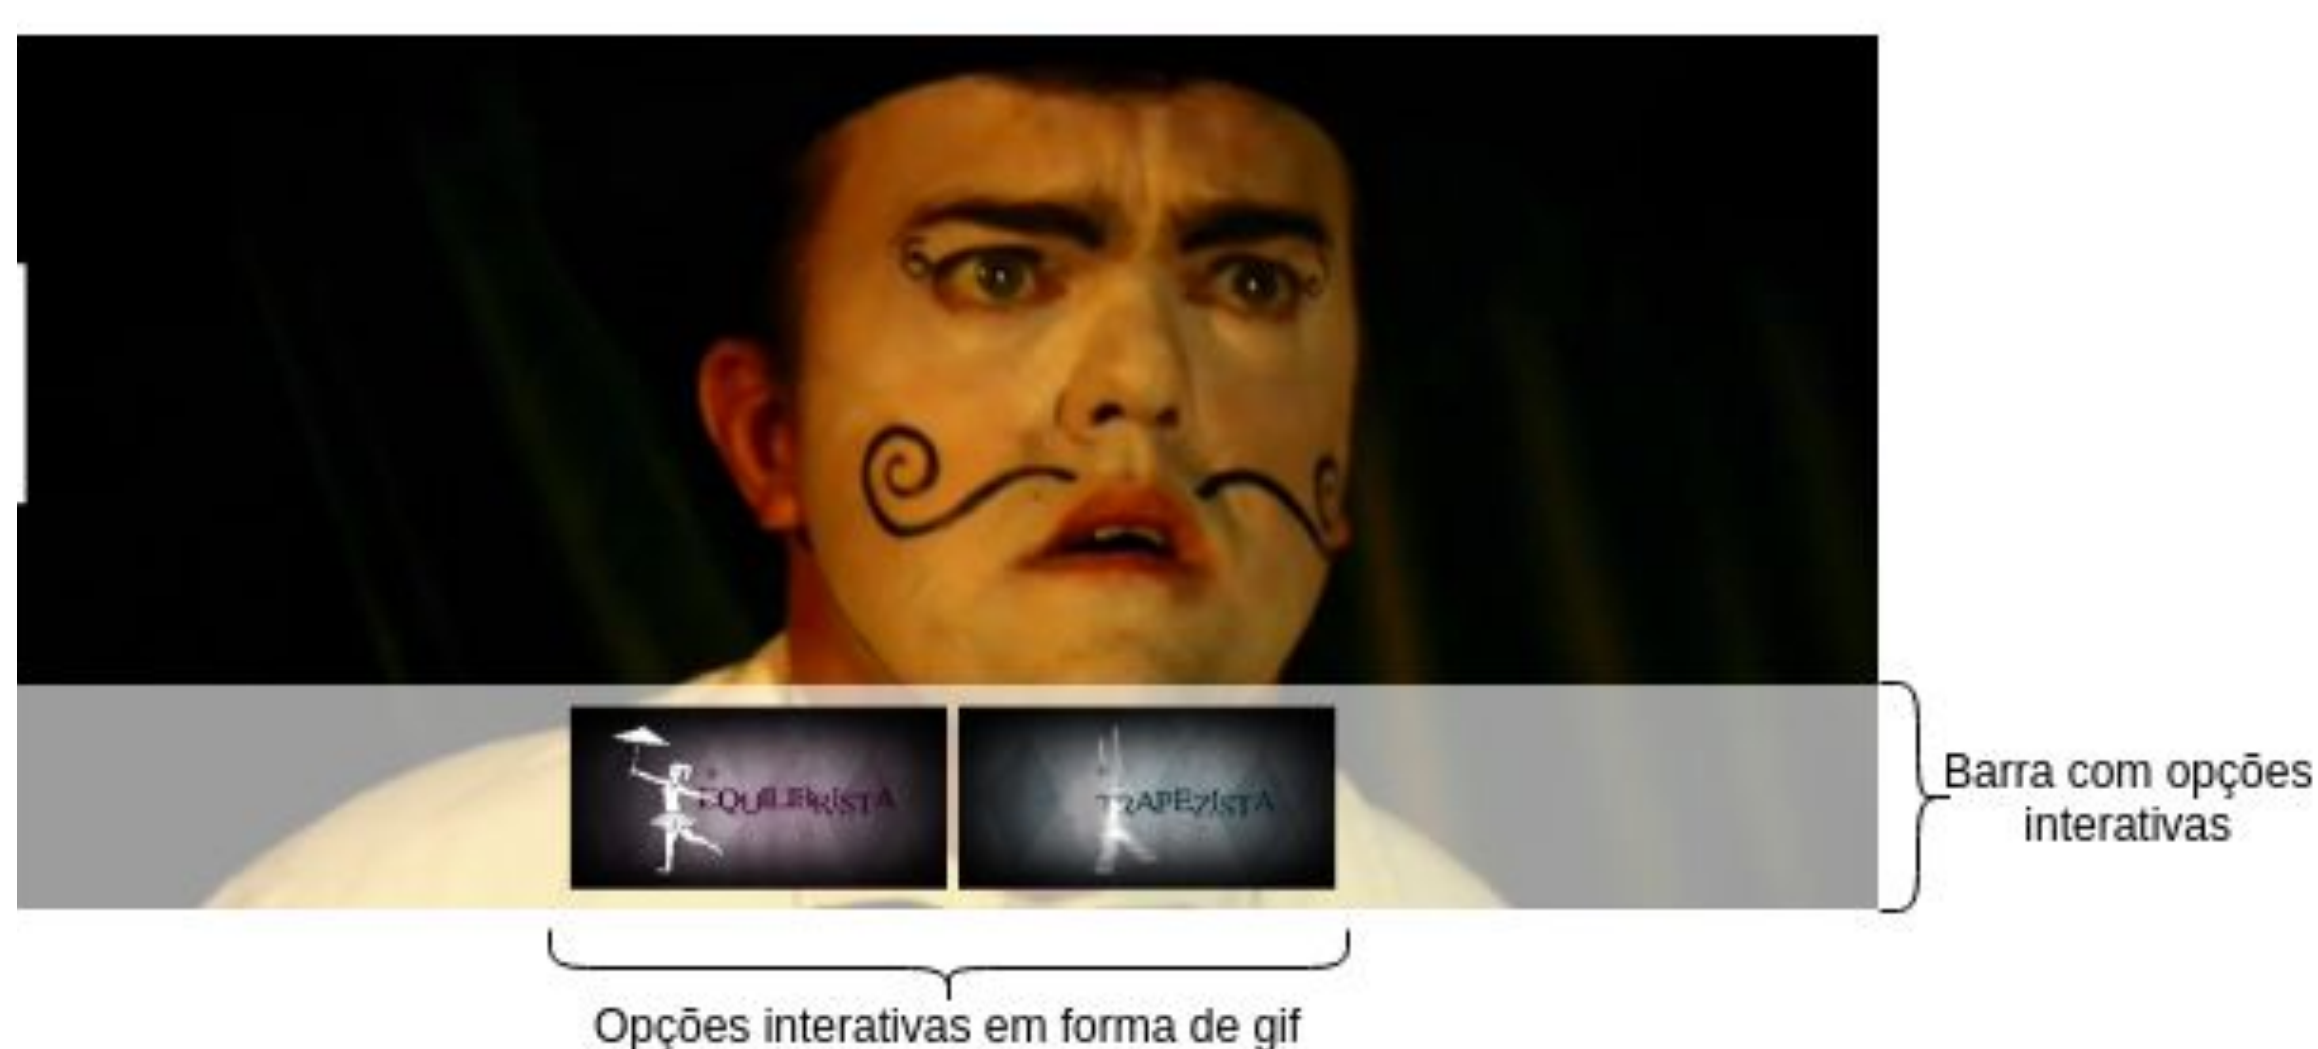 EQUILIBRISTA
TRAPEZISTA
Barra com opções
interativas
Opções interativas em forma de gif